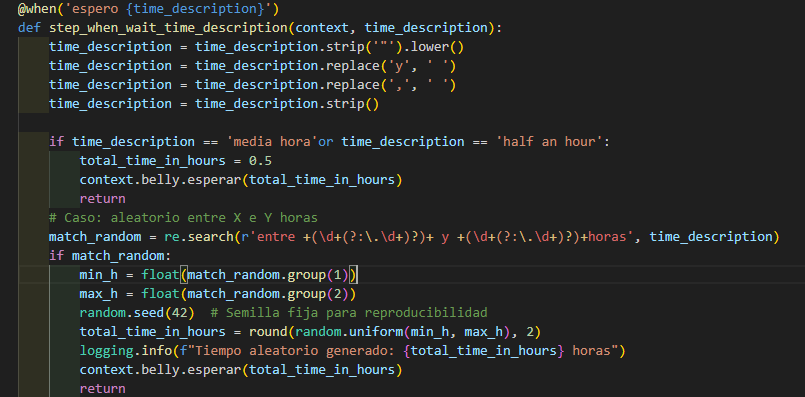 @when('espero {time_description}')
def step_when_wait_time_description(context, time_description):
    time_description = time_description.strip('"').lower()
    time_description = time_description.replace('y', ' ')
    time_description = time_description.replace(',', ' ')
    time_description = time_description.strip()

    if time_description == 'media hora'or time_description == 'half an hour':
        total_time_in_hours = 0.5
        context.belly.esperar(total_time_in_hours)
        return
    # Caso: aleatorio entre X e Y horas
    match_random = re.search(r'entre +(\d+(?:\.\d+)?)+ y +(\d+(?:\.\d+)?)+horas', time_description)
    if match_random:
        min_h = float(match_random.group(1))
        max_h = float(match_random.group(2))
        random.seed(42)  # Semilla fija para reproducibilidad
        total_time_in_hours = round(random.uniform(min_h, max_h), 2)
        logging.info(f"Tiempo aleatorio generado: {total_time_in_hours} horas")
        context.belly.esperar(total_time_in_hours)
        return